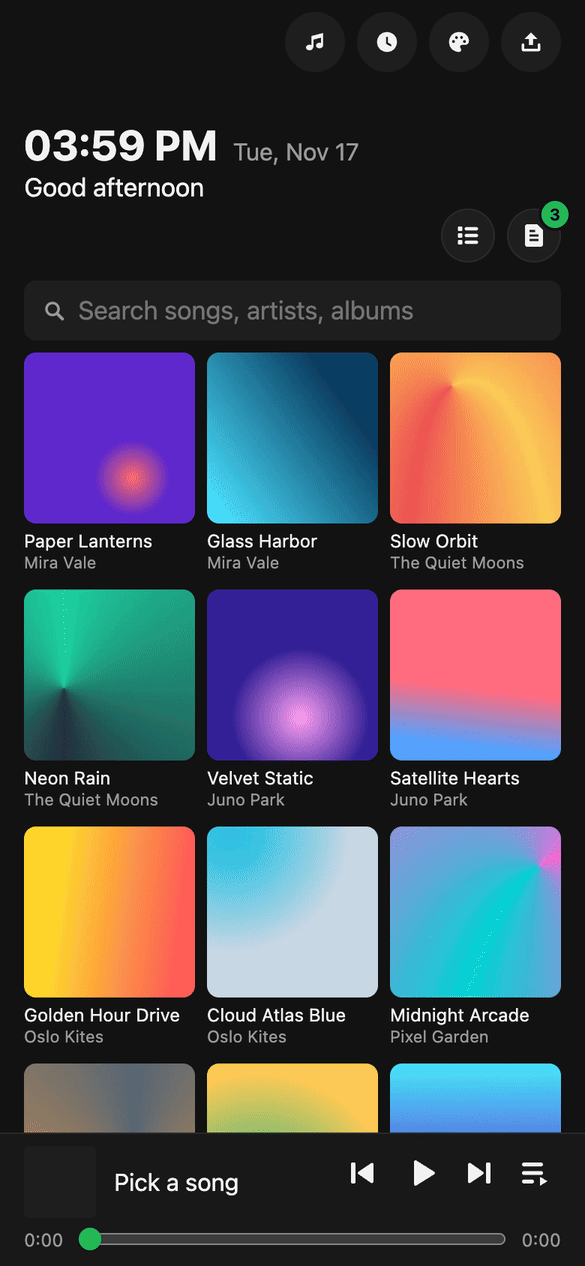 03:59 PM Tue, Nov 17
Good afternoon
3
Search songs, artists, albums
Paper Lanterns
Mira Vale
Glass Harbor
Mira Vale
Slow Orbit
The Quiet Moons
Neon Rain
The Quiet Moons
Velvet Static
Juno Park
Satellite Hearts
Juno Park
Golden Hour Drive
Oslo Kites
Cloud Atlas Blue
Oslo Kites
Midnight Arcade
Pixel Garden
Pick a song
0:00
0:00